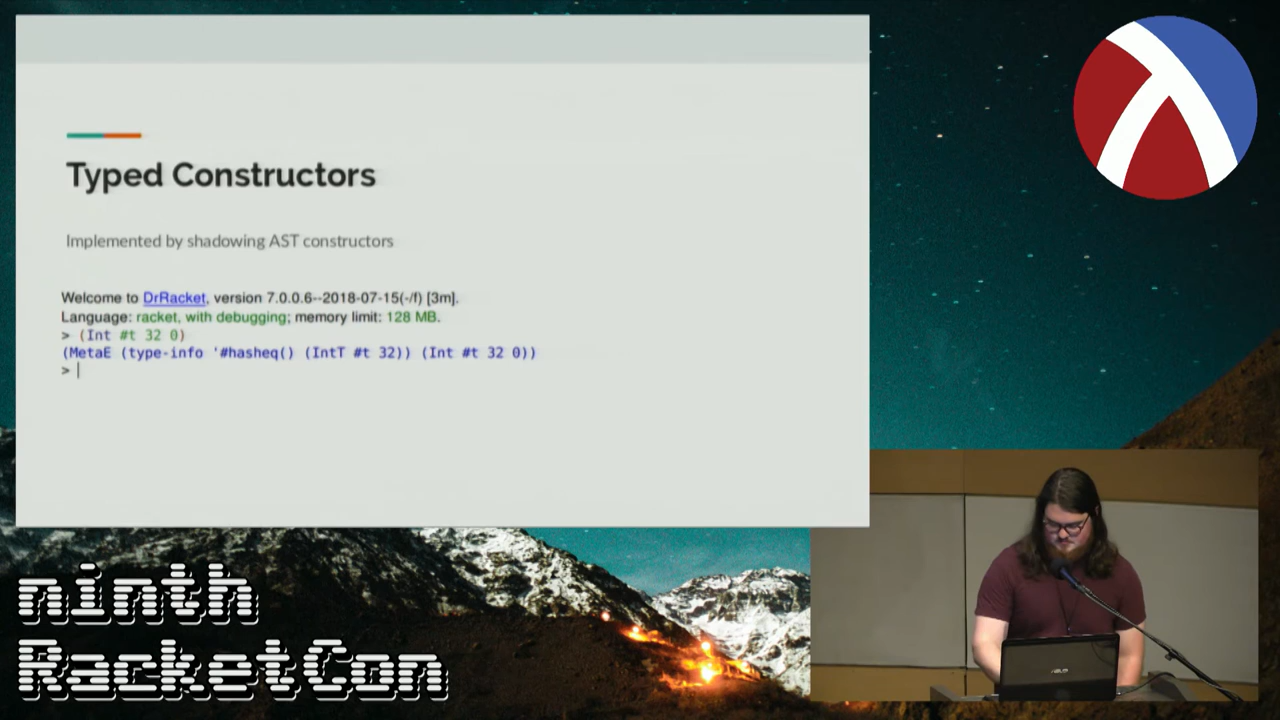 Typed Constructors
Implemented by shadowing AST constructors
Welcome to DrRacket, version 7.0.0.6--2018-07-15(-/f) [3m].
Language: racket, with debugging; memory limit: 128 MB.
> (Int #t 32 0)
(MetaE (type-info '#hasheq() (IntT #t 32)) (Int #t 32 0))
>
ASUS
ninth
RacketCon